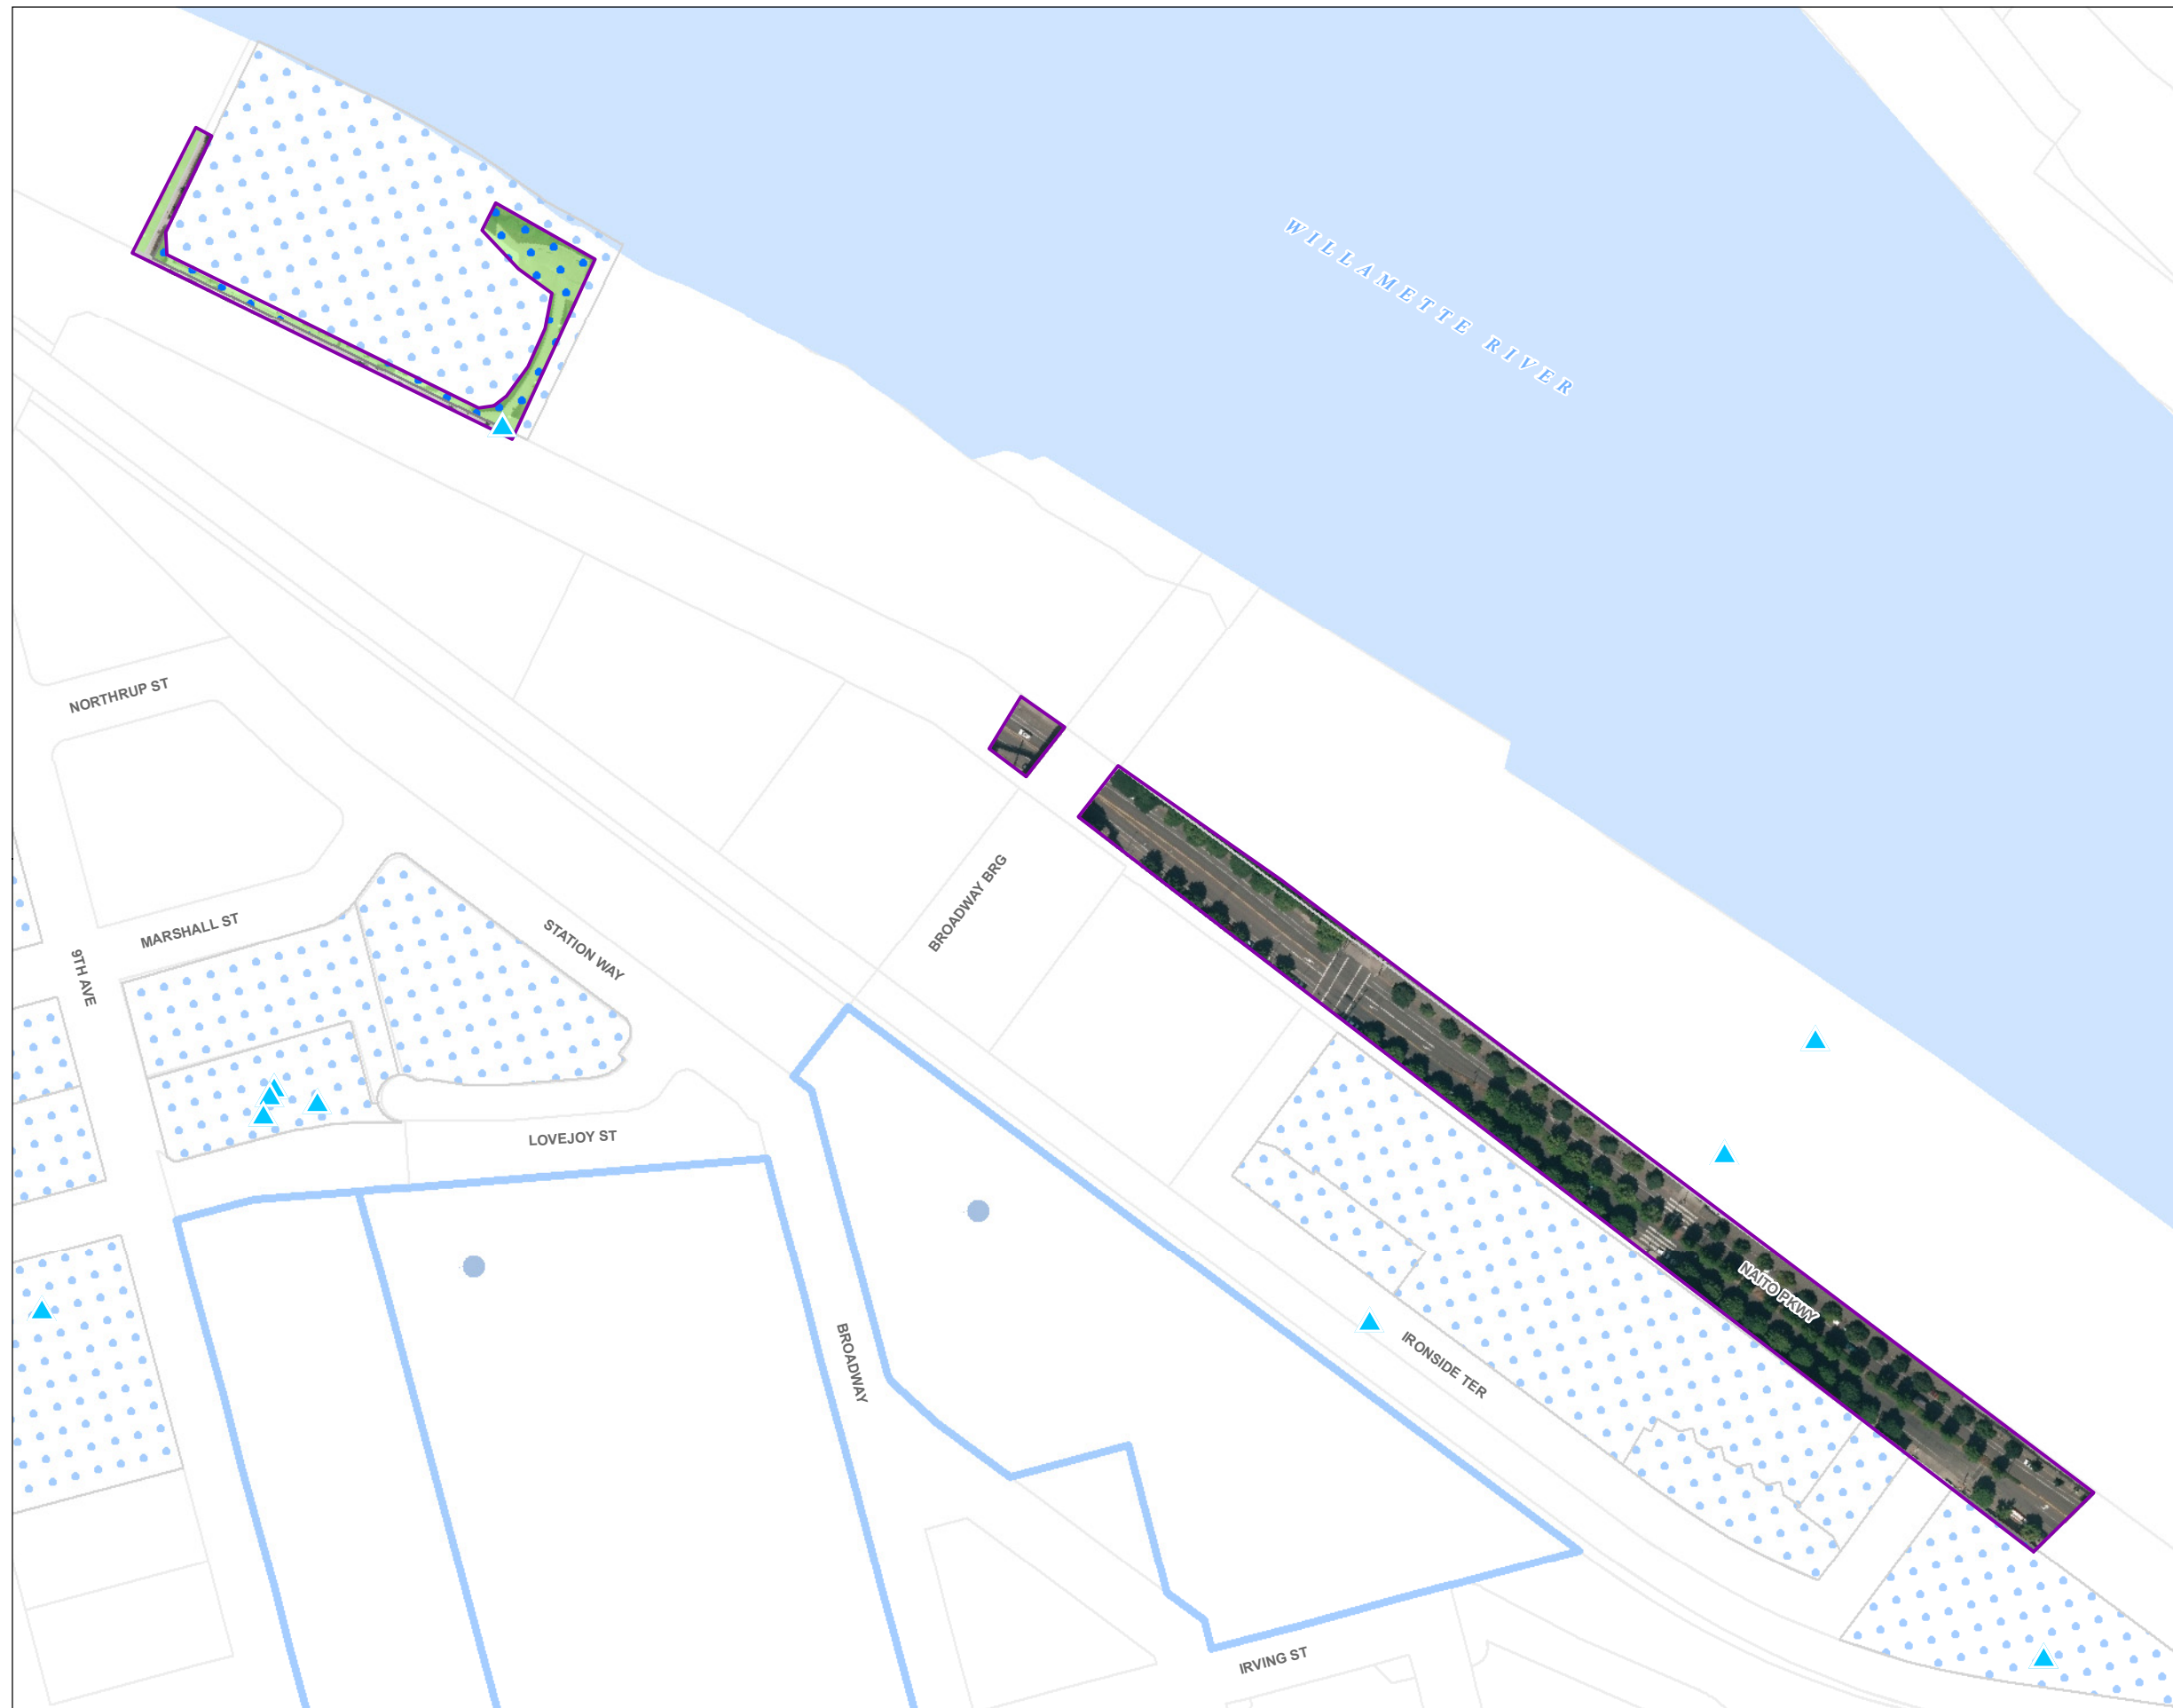 WILLAMETTE RIVER
NORTHRUP ST
BROADWAY BRG
MARSHALL ST
STATION WAY
9TH AVE
LOVEJOY ST
NAITO PKWY
BROADWAY
IRONSIDE TER
IRVING ST